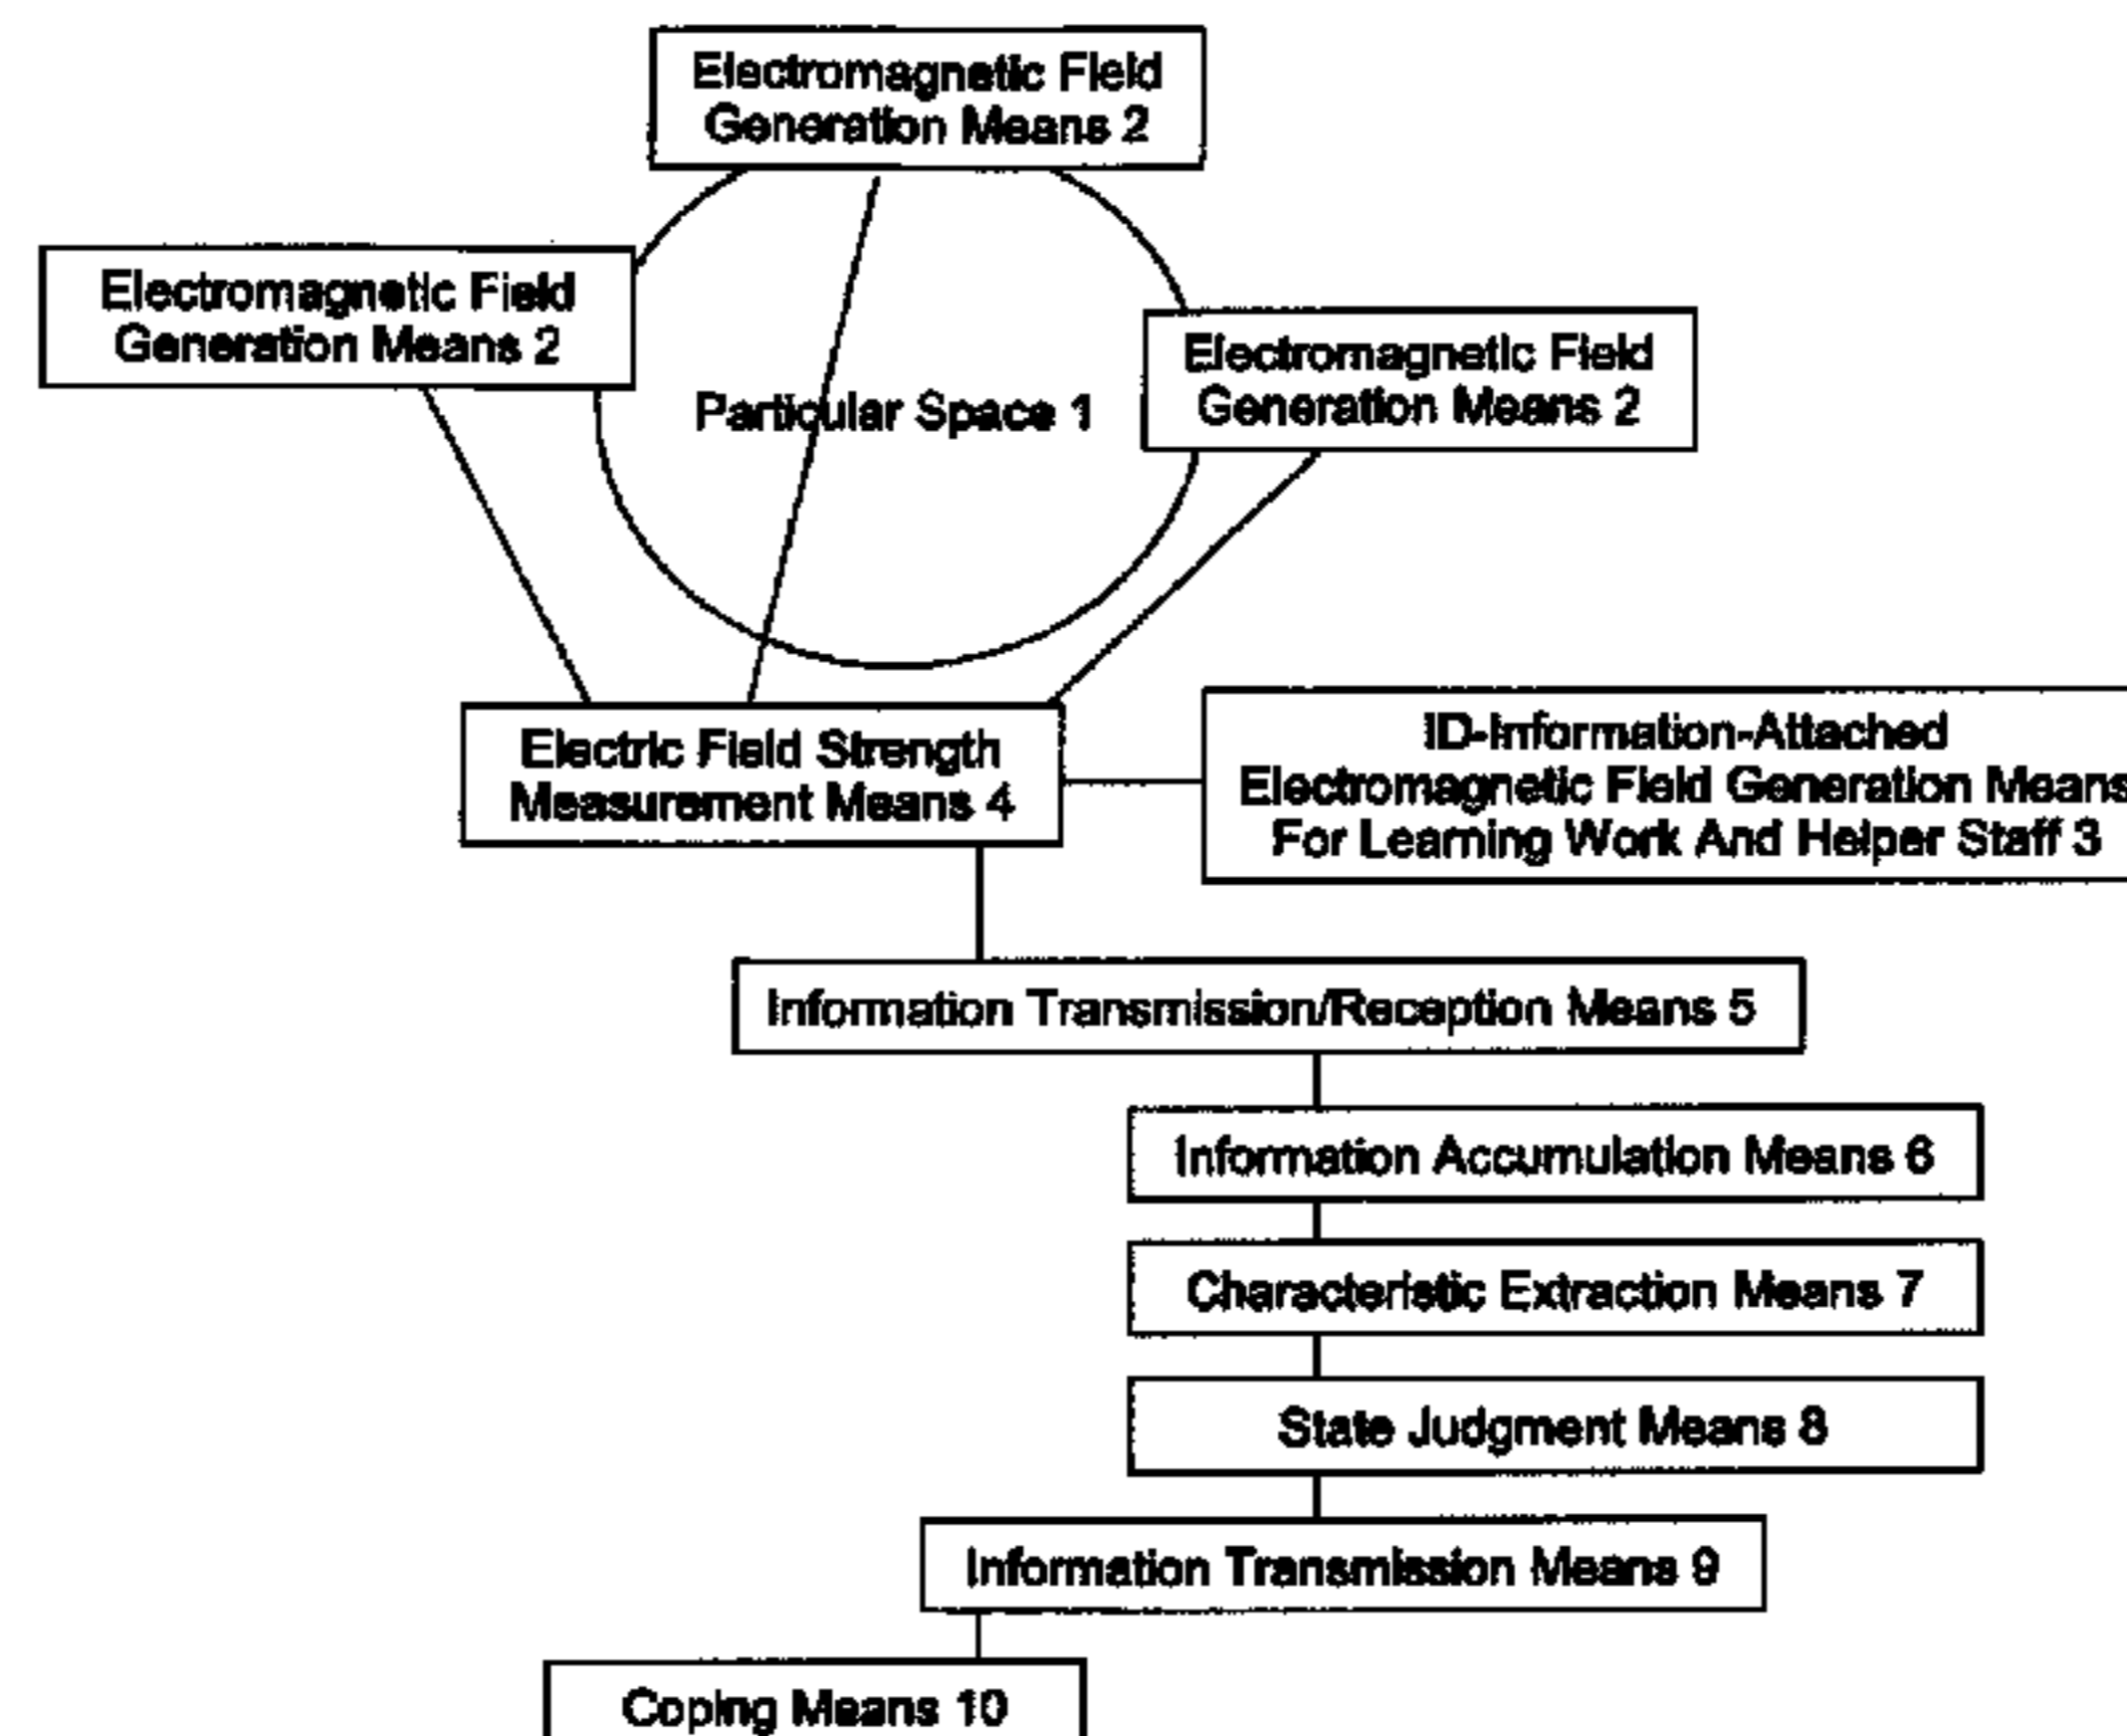 Electromagnetic Field
Generation Means 2
Electromagnetic Field
Generation Means 2
Electromagnetic Field
Generation Means 2
Particular Space 1
Electric Field Strength
Measurement Means 4
ID-Information-Attached
Electromagnetic Field Generation Means
For Learning Work And Helper Staff 3
Information Transmission/Reception Means 5
Information Accumulation Means 6
Characteristic Extraction Means 7
State Judgment Means 8
Information Transmission Means 9
Coping Means 10